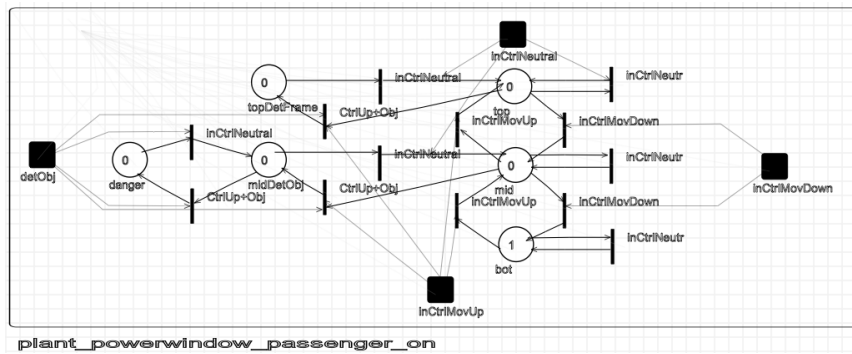 inCtrlNeutral
0
topDetFrame
inCtrlNeutral
0
top
inCtrlNeutr
CtrlUp÷Obj
inCtrlMovUp
inCtrlMovDown
detObj
inCtrlNeutral
0
danger
0
midDetObj
inCtrlNeutral
0
mid
inCtrlNeutr
inCtrlMovDown
CtrlUp÷Obj
CtrlUp÷Obj
inCtrlMovUp
inCtrlMovDown
1
bot
inCtrlNeutr
inCtrlMovUp
plant_powerwindow_passenger_on